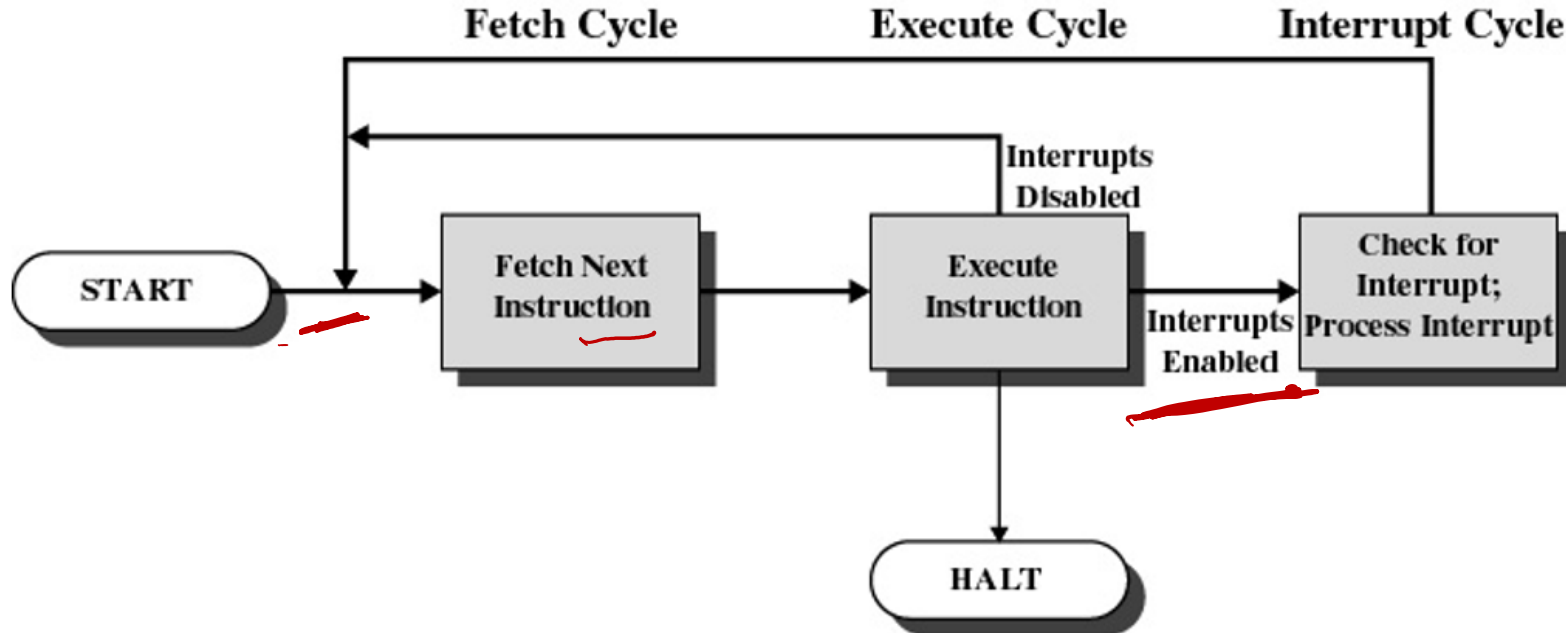 Fetch Cycle
Execute Cycle
Interrupt Cycle
Interrupts
Disabled
START
Fetch Next
Instruction
Execute
Instruction
Interrupts
Enabled
Check for
Interrupt;
Process Interrupt
HALT